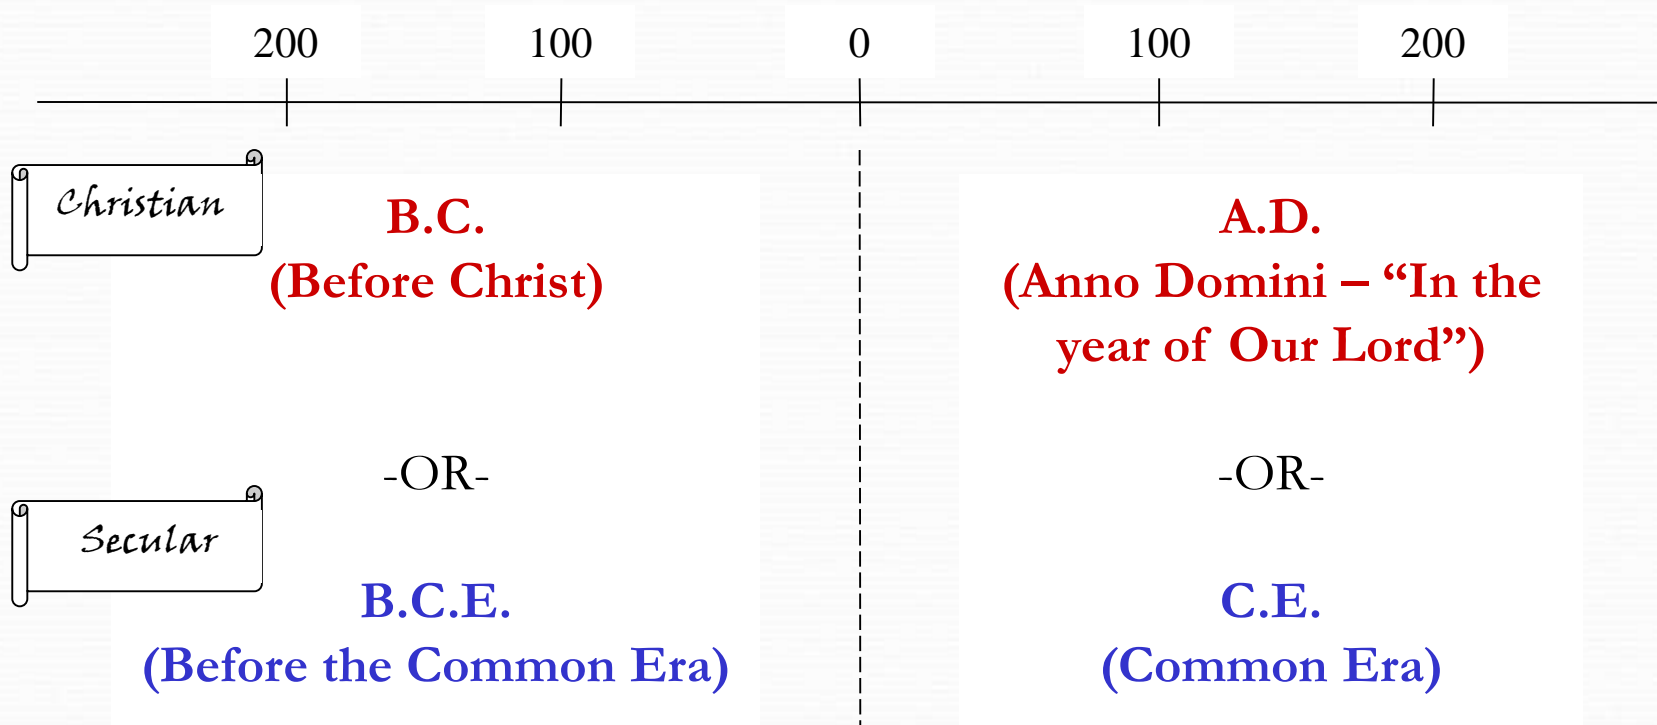 200 100 0 100 200
Christian
B.C.
(Before Christ)
-OR-
Secular
B.C.E.
(Before the Common Era)
A.D.
(Anno Domini – “In the
year of Our Lord”)
-OR-
C.E.
(Common Era)